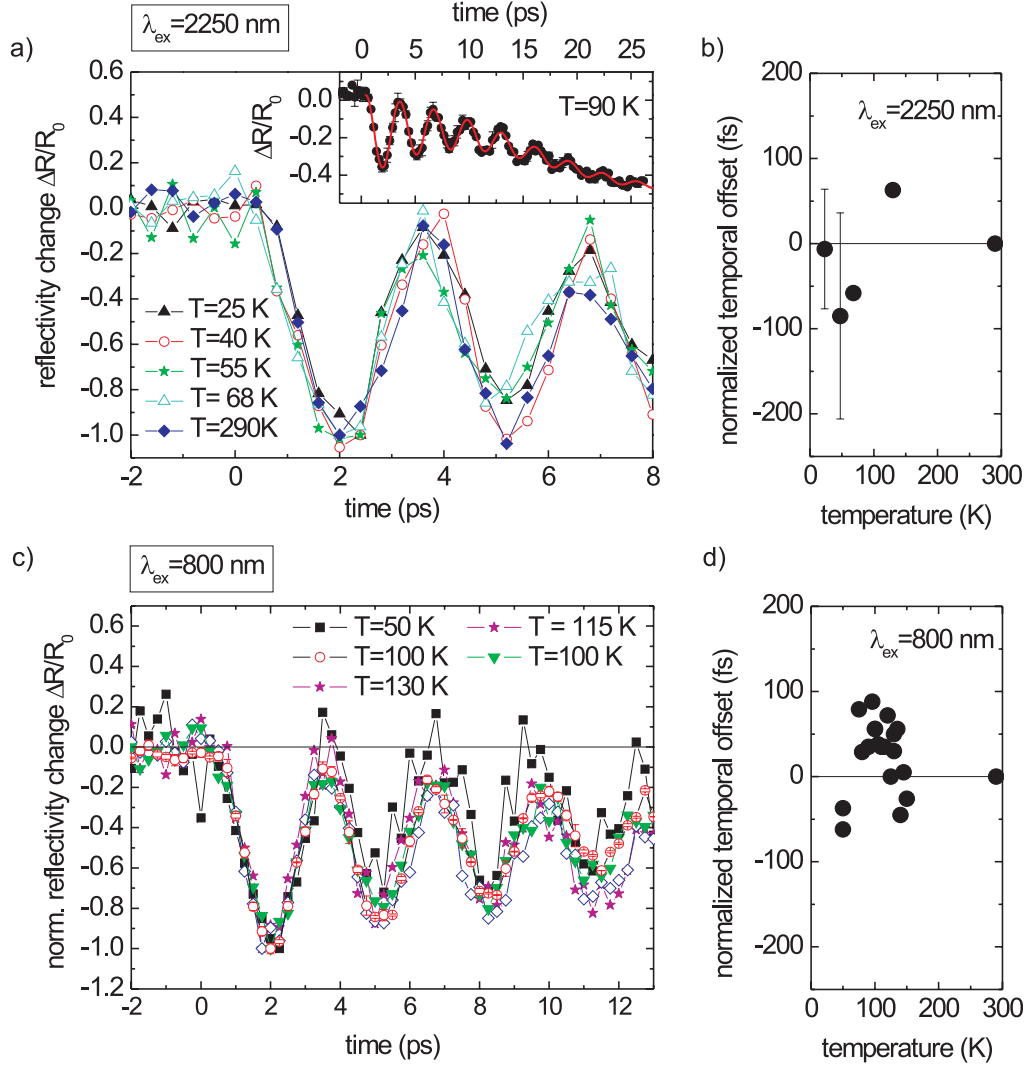 time (ps)
λex=2250 nm
a)
0 5 10 15 20 25
0.6
0.4
0.2
0.0
-0.2
-0.4
-0.6
-0.8
-1.0
reflectivity change ΔR/R0
ΔR/R0
0.0
-0.2
-0.4
T=90 K
T=25 K
T=40 K
T=55 K
T= 68 K
T=290K
-2 0 2 4 6 8
time (ps)
b)
200
100
0
-100
-200
normalized temporal offset (fs)
λex=2250 nm
0 100 200 300
temperature (K)
c)
λex=800 nm
0.6
0.4
0.2
0.0
-0.2
-0.4
-0.6
-0.8
-1.0
-1.2
norm. reflectivity change ΔR/R0
T=50 K
T=100 K
T=130 K
T = 115 K
T=100 K
-2 0 2 4 6 8 10 12
time (ps)
d)
200
100
0
-100
-200
normalized temporal offset (fs)
λex=800 nm
0 100 200 300
temperature (K)